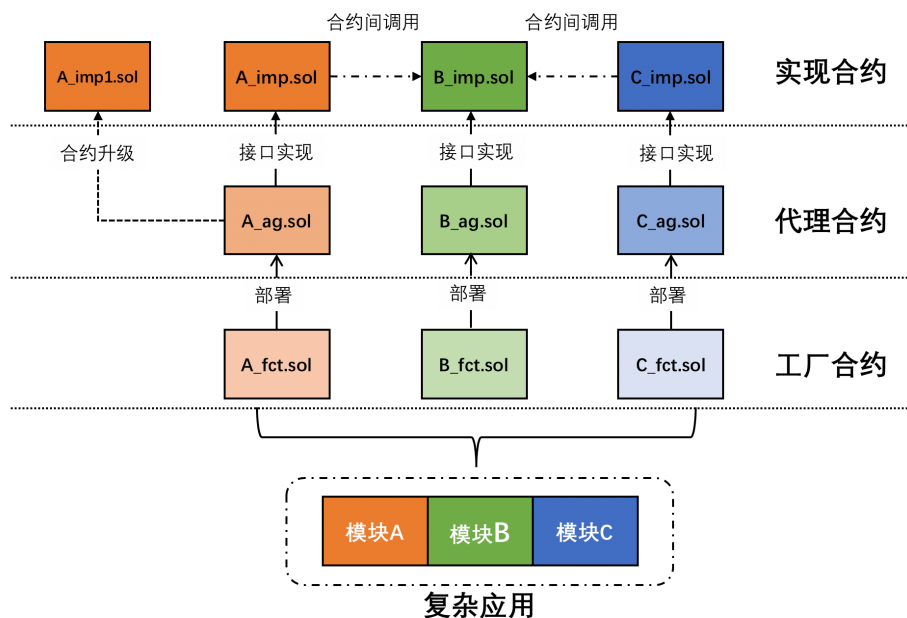 合约间调用
合约间调用
A_imp1.sol
A_imp.sol
B_imp.sol
C_imp.sol
实现合约
合约升级
接口实现
接口实现
接口实现
A_ag.sol
B_ag.sol
C_ag.sol
代理合约
部署
部署
部署
A_fct.sol
B_fct.sol
C_fct.sol
工厂合约
模块A
模块B
模块C
复杂应用